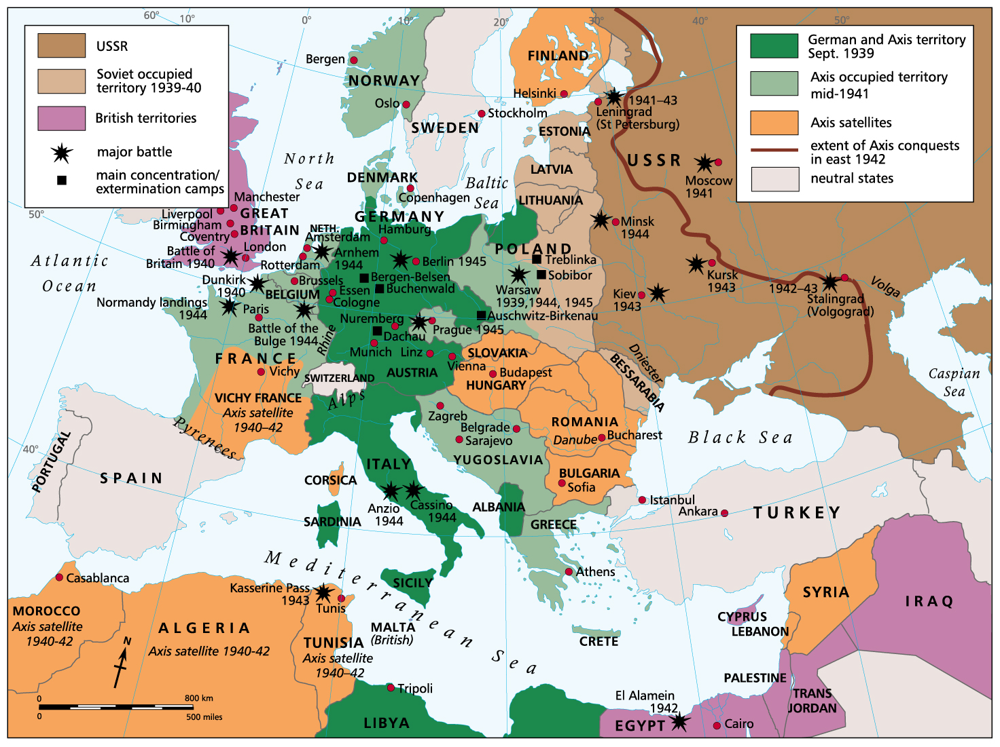 60°
10°
0°
10°
20°
30°
40°
50°
USSR
Soviet occupied
territory 1939-40
British territories
major battle
main concentration/
extermination camps
German and Axis territory
Sept. 1939
Axis occupied territory
mid-1941
Axis satellites
extent of Axis conquests
in east 1942
neutral states
Bergen
NORWAY
Oslo
SWEDEN
Stockholm
FINLAND
Helsinki
1941–43
Leningrad
(St Petersburg)
ESTONIA
LATVIA
LITHUANIA
USSR
Moscow
1941
Minsk
1944
Kursk
1943
Kiev
1943
1942–43
Stalingrad
(Volgograd)
Volga
North
Sea
Baltic
Sea
DENMARK
Copenhagen
GERMANY
Hamburg
Berlin 1945
Bergen-Belsen
Buchenwald
Essen
Cologne
Nuremberg
Dachau
Munich
Linz
Prague 1945
Vienna
AUSTRIA
Rhine
POLAND
Treblinka
Sobibor
Warsaw
1939,1944, 1945
Auschwitz-Birkenau
Manchester
Liverpool
Birmingham
Coventry
GREAT
BRITAIN
London
Battle of
Britain 1940
50°
Atlantic
Ocean
NETH.
Amsterdam
Arnhem
1944
Rotterdam
Dunkirk
1940
Brussels
BELGIUM
Normandy landings
1944
Paris
Battle of the
Bulge 1944
FRANCE
Vichy
VICHY FRANCE
Axis satellite
1940–42
SWITZERLAND
Alps
Pyrenees
SLOVAKIA
Budapest
HUNGARY
Dniester
BESSARABIA
ROMANIA
Danube
Bucharest
Zagreb
Belgrade
Sarajevo
YUGOSLAVIA
BULGARIA
Sofia
Black Sea
Caspian
Sea
40°
PORTUGAL
SPAIN
CORSICA
SARDINIA
ITALY
Anzio
1944
Cassino
1944
ALBANIA
GREECE
Athens
Istanbul
Ankara
TURKEY
SICILY
Mediterranean Sea
MALTA
(British)
CRETE
CYPRUS
LEBANON
SYRIA
IRAQ
PALESTINE
TRANS
JORDAN
Casablanca
MOROCCO
Axis satellite
1940-42
ALGERIA
Axis satellite 1940-42
Kasserine Pass
1943
Tunis
TUNISIA
Axis satellite
1940–42
Tripoli
LIBYA
El Alamein
1942
EGYPT
Cairo
N
0
800 km
0
500 miles